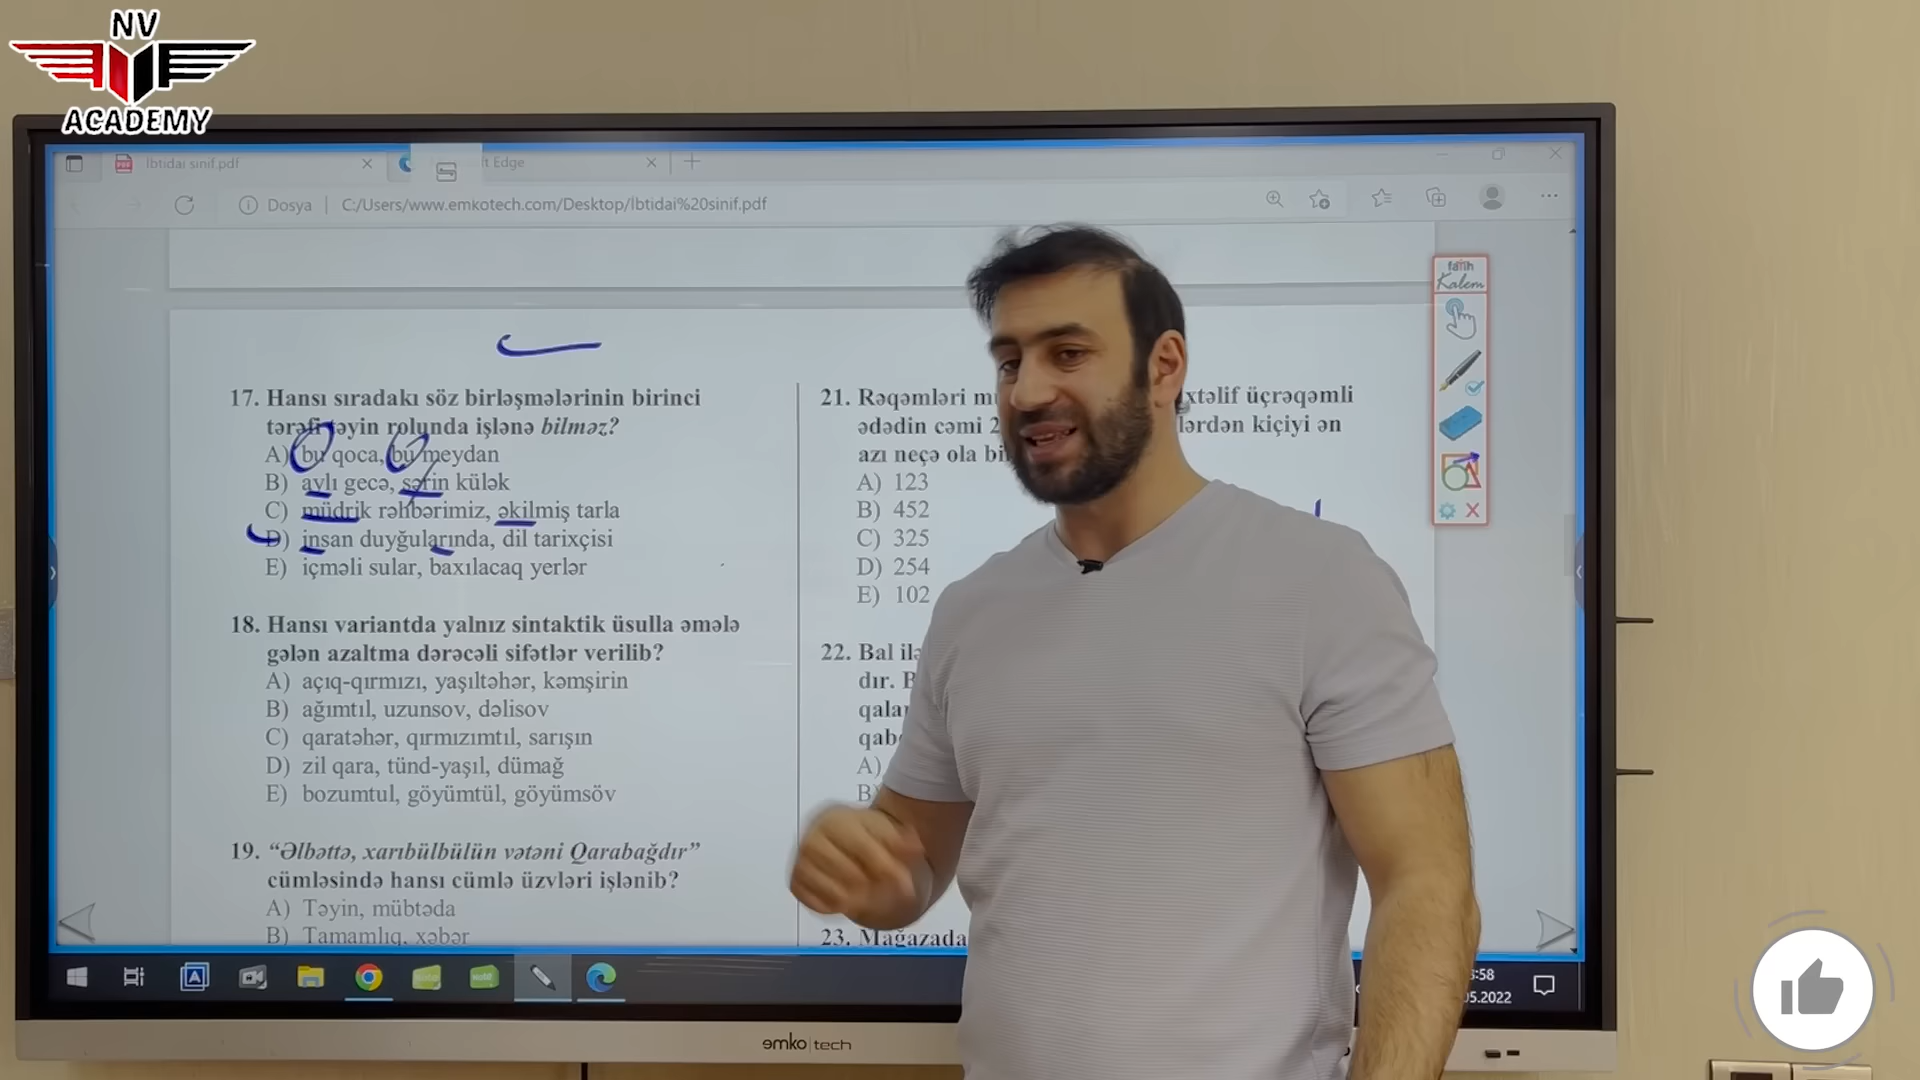 NV
ACADEMY
Ibtidai sinif.pdf
t Edge
Dosya
C:/Users/www.emkotech.com/Desktop/Ibtidai%20sinif.pdf
fatih
Kalem
17. Hansı sıradakı söz birləşmələrinin birinci
tərəfi təyin rolunda işlənə bilməz?
A) bu qoca, bu meydan
B) aylı gecə, sərin külək
C) müdrik rəhbərimiz, əkilmiş tarla
D) insan duyğularında, dil tarixçisi
E) içməli sular, baxılacaq yerlər
18. Hansı variantda yalnız sintaktik üsulla əmələ
gələn azaltma dərəcəli sifətlər verilib?
A) açıq-qırmızı, yaşıltəhər, kəmşirin
B) ağımtıl, uzunsov, dəlisov
C) qaratəhər, qırmızımtıl, sarışın
D) zil qara, tünd-yaşıl, dümağ
E) bozumtul, göyümtül, göyümsöv
19. “Əlbəttə, xarıbülbülün vətəni Qarabağdır”
cümləsində hansı cümlə üzvləri işlənib?
A) Təyin, mübtəda
B) Tamamlıq, xəbər
21. Rəqəmləri m xtəlif üçrəqəmli
ədədin cəmi 2 lərdən kiçiyi ən
azı neçə ola bi
A) 123
B) 452
C) 325
D) 254
E) 102
22. Bal ilə
dır. B
qalar
qab
A)
B)
23. Mağazada
:58
05.2022
emko tech